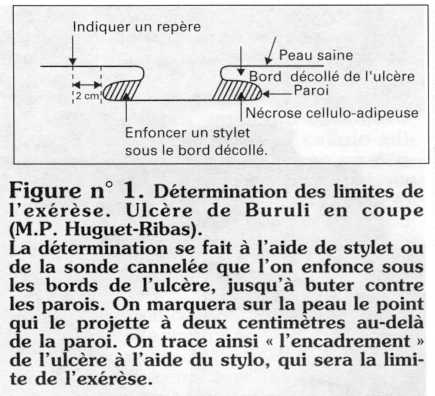 Indiquer un repère
Peau saine
Bord décollé de l'ulcère
2 cm
Paroi
Nécrose cellulo-adipeuse
Enfoncer un stylet
sous le bord décollé.
Figure n° 1. Détermination des limites de
l'exérèse. Ulcère de Buruli en coupe
(M.P. Huguet-Ribas).
La détermination se fait à l'aide de stylet ou
de la sonde cannelée que l'on enfonce sous
les bords de l'ulcère, jusqu'à buter contre
les parois. On marquera sur la peau le point
qui le projette à deux centimètres au-delà
de la paroi. On trace ainsi « l'encadrement »
de l'ulcère à l'aide du stylo, qui sera la limi-
te de l'exérèse.